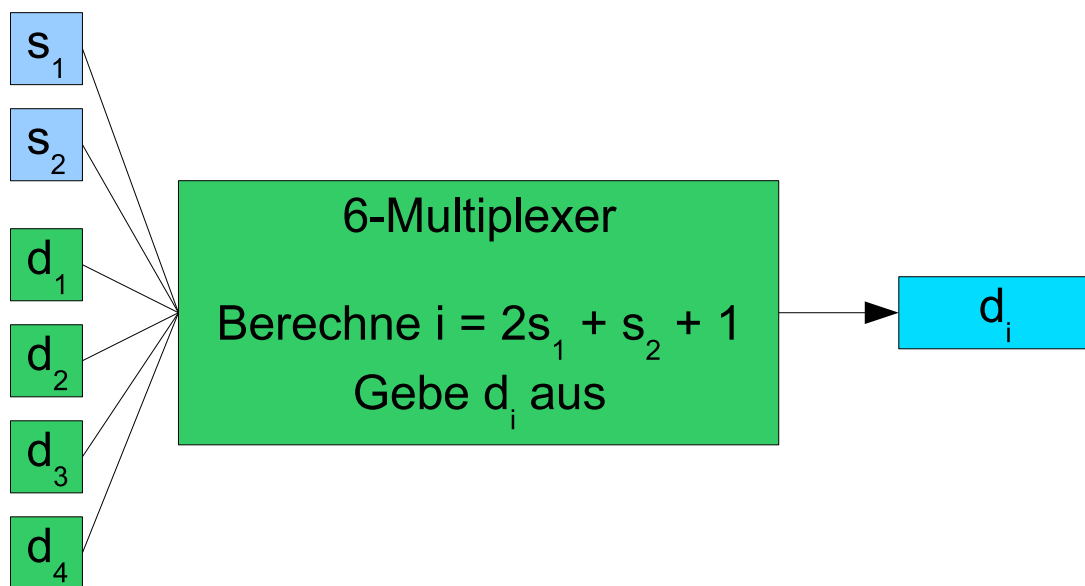 s₁
s₂
d₁
d₂
d₃
d₄
6-Multiplexer
Berechne i = 2s₁ + s₂ + 1
Gebe dᵢ aus
dᵢ